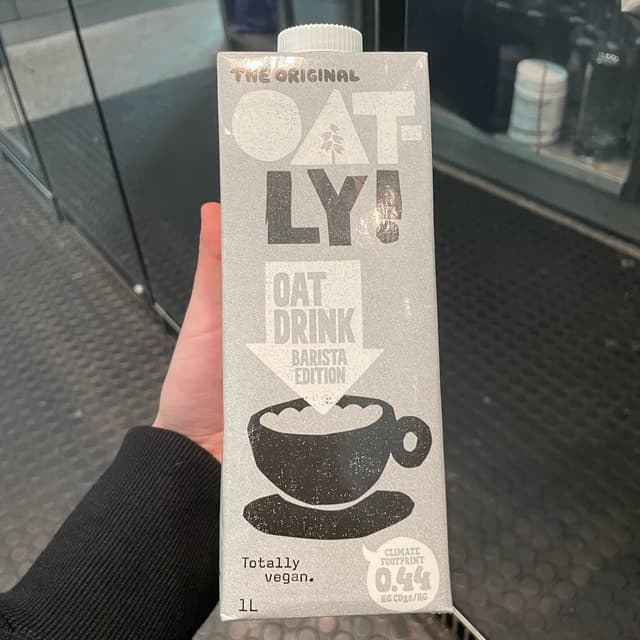 THE ORIGINAL
OAT-
LY!
OAT
DRINK
BARISTA
EDITION
Totally
vegan.
1L
CLIMATE
FOOTPRINT
0.44
KG CO2e/KG